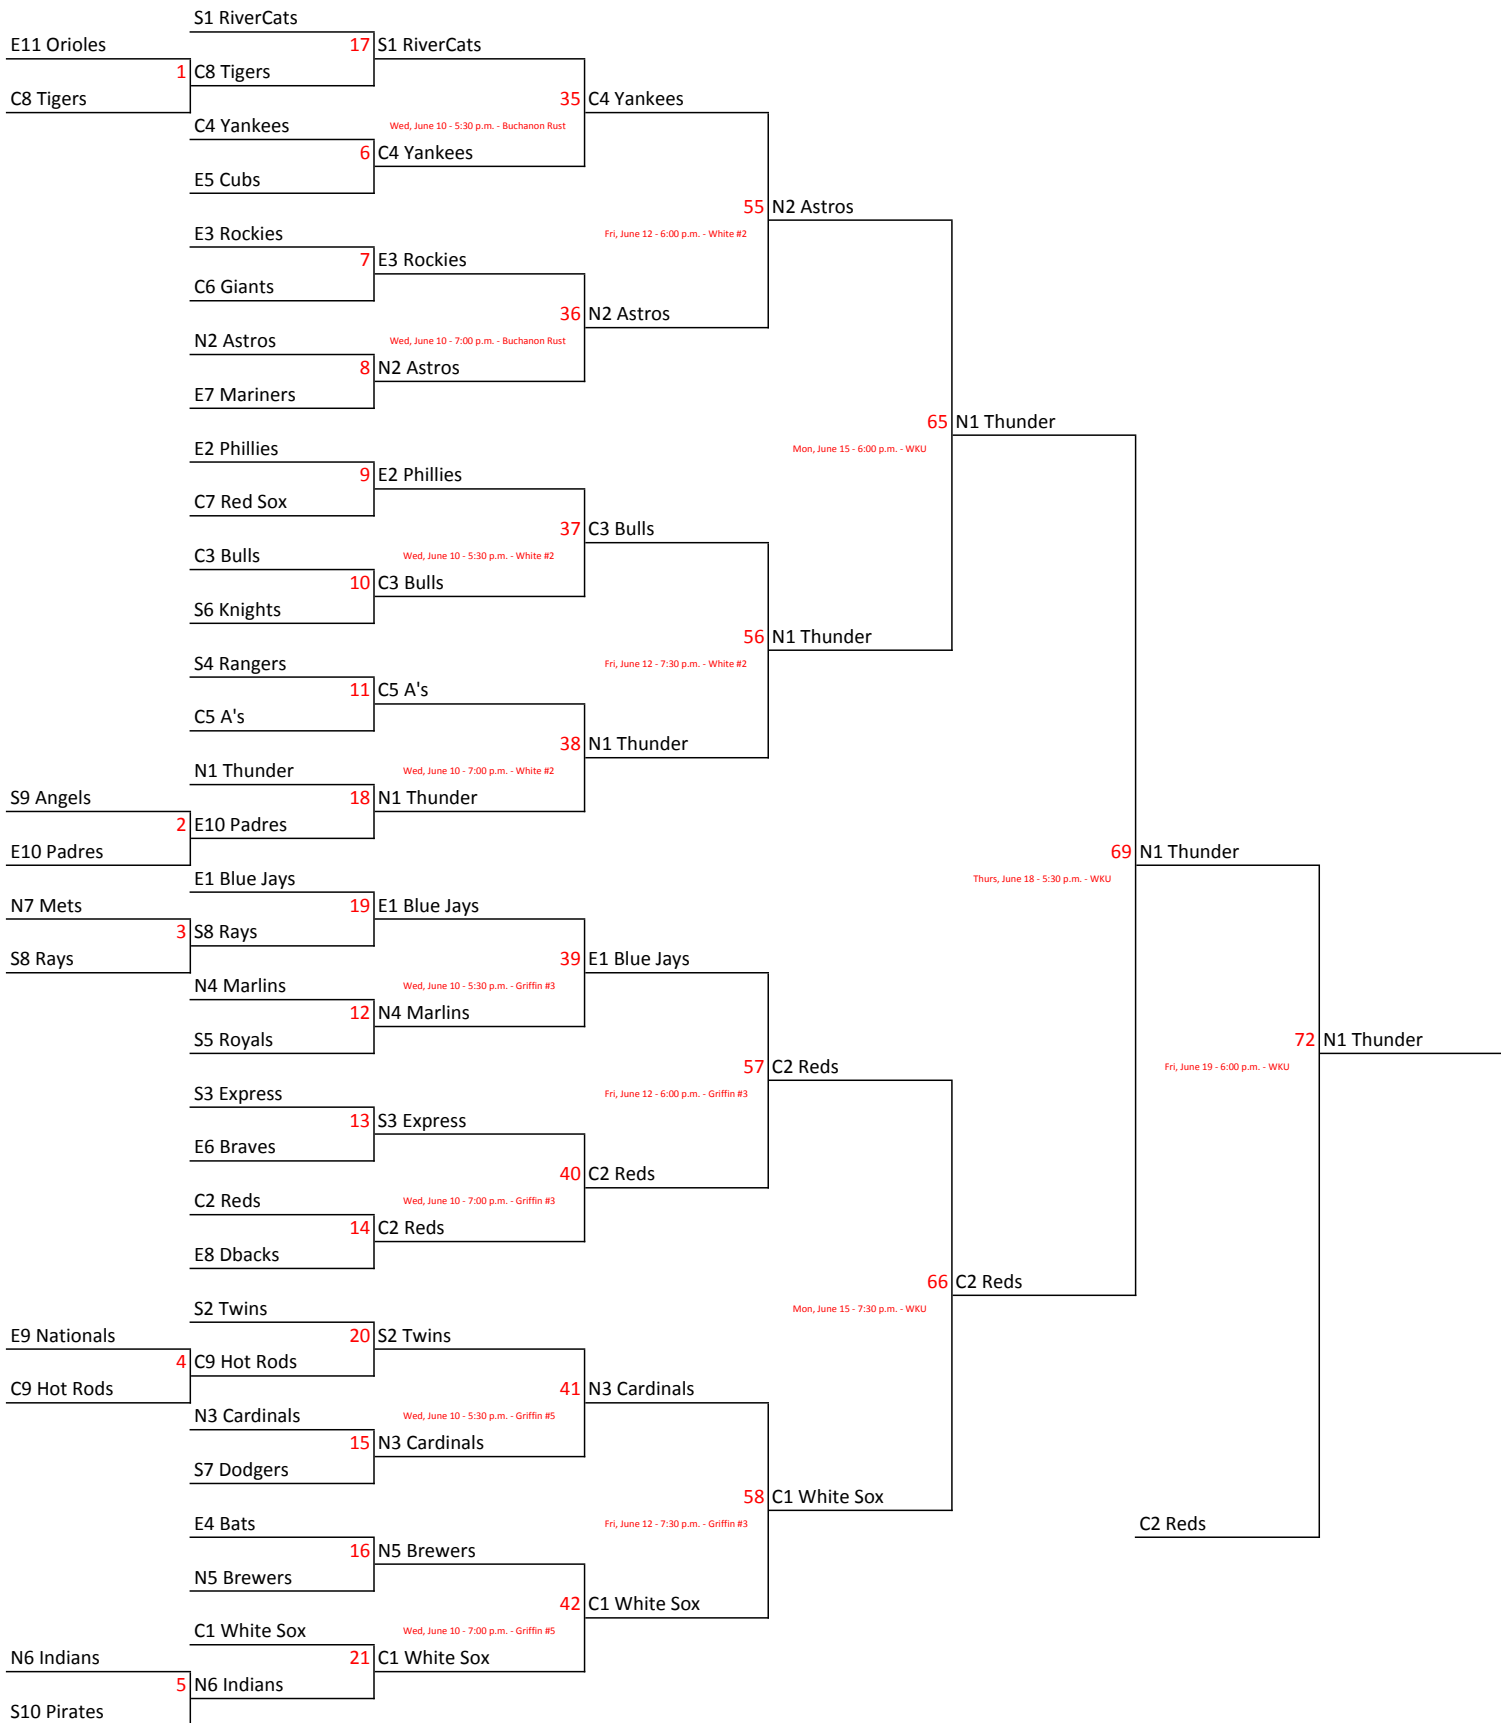 S1 RiverCats
E11 Orioles
17 S1 RiverCats
1 C8 Tigers
C8 Tigers
35 C4 Yankees
C4 Yankees
Wed, June 10 - 5:30 p.m. - Buchanon Rust
6 C4 Yankees
E5 Cubs
55 N2 Astros
E3 Rockies
Fri, June 12 - 6:00 p.m. - White #2
7 E3 Rockies
C6 Giants
36 N2 Astros
N2 Astros
Wed, June 10 - 7:00 p.m. - Buchanon Rust
8 N2 Astros
E7 Mariners
65 N1 Thunder
E2 Phillies
Mon, June 15 - 6:00 p.m. - WKU
9 E2 Phillies
C7 Red Sox
37 C3 Bulls
C3 Bulls
Wed, June 10 - 5:30 p.m. - White #2
10 C3 Bulls
S6 Knights
56 N1 Thunder
S4 Rangers
Fri, June 12 - 7:30 p.m. - White #2
11 C5 A's
C5 A's
38 N1 Thunder
N1 Thunder
Wed, June 10 - 7:00 p.m. - White #2
S9 Angels
18 N1 Thunder
2 E10 Padres
E10 Padres
69 N1 Thunder
E1 Blue Jays
Thurs, June 18 - 5:30 p.m. - WKU
N7 Mets
19 E1 Blue Jays
3 S8 Rays
S8 Rays
39 E1 Blue Jays
N4 Marlins
Wed, June 10 - 5:30 p.m. - Griffin #3
12 N4 Marlins
S5 Royals
72 N1 Thunder
57 C2 Reds
Fri, June 19 - 6:00 p.m. - WKU
S3 Express
Fri, June 12 - 6:00 p.m. - Griffin #3
13 S3 Express
E6 Braves
40 C2 Reds
C2 Reds
Wed, June 10 - 7:00 p.m. - Griffin #3
14 C2 Reds
E8 Dbacks
66 C2 Reds
S2 Twins
Mon, June 15 - 7:30 p.m. - WKU
E9 Nationals
20 S2 Twins
4 C9 Hot Rods
C9 Hot Rods
41 N3 Cardinals
N3 Cardinals
Wed, June 10 - 5:30 p.m. - Griffin #5
15 N3 Cardinals
S7 Dodgers
58 C1 White Sox
E4 Bats
Fri, June 12 - 7:30 p.m. - Griffin #3
C2 Reds
16 N5 Brewers
N5 Brewers
42 C1 White Sox
C1 White Sox
Wed, June 10 - 7:00 p.m. - Griffin #5
N6 Indians
21 C1 White Sox
5 N6 Indians
S10 Pirates